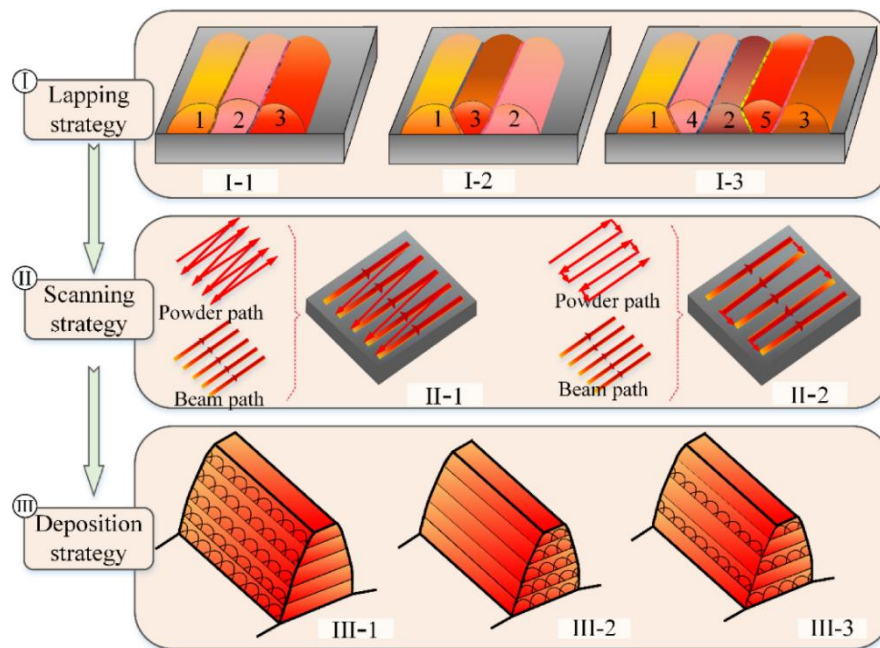 I
Lapping
strategy
1 2 3
I-1
1 3 2
I-2
1 4 2 5 3
I-3
II
Scanning
strategy
Powder path
Beam path
II-1
Powder path
Beam path
II-2
III
Deposition
strategy
III-1
III-2
III-3